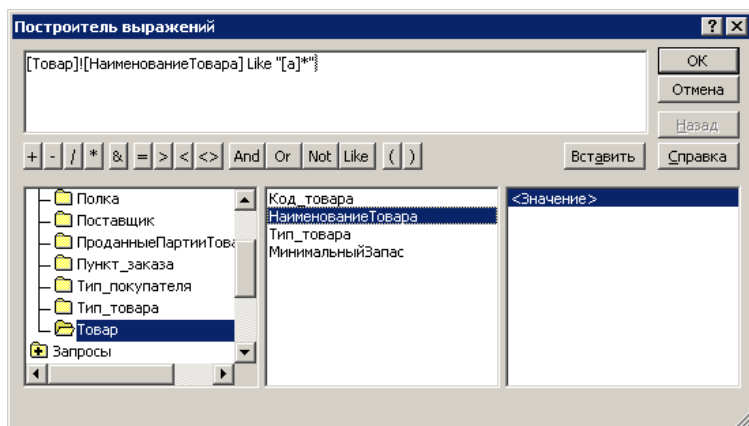 Построитель выражений
[Товар]![НаименованиеТовара] Like "[а]*"
ОК
Отмена
Назад
+ - / * & = > < <> And Or Not Like ( ) Вставить Справка
Полка
Поставщик
ПроданныеПартииТова
Пункт_заказа
Тип_покупателя
Тип_товара
Товар
Запросы
Код_товара
НаименованиеТовара
Тип_товара
МинимальныйЗапас
<Значение>